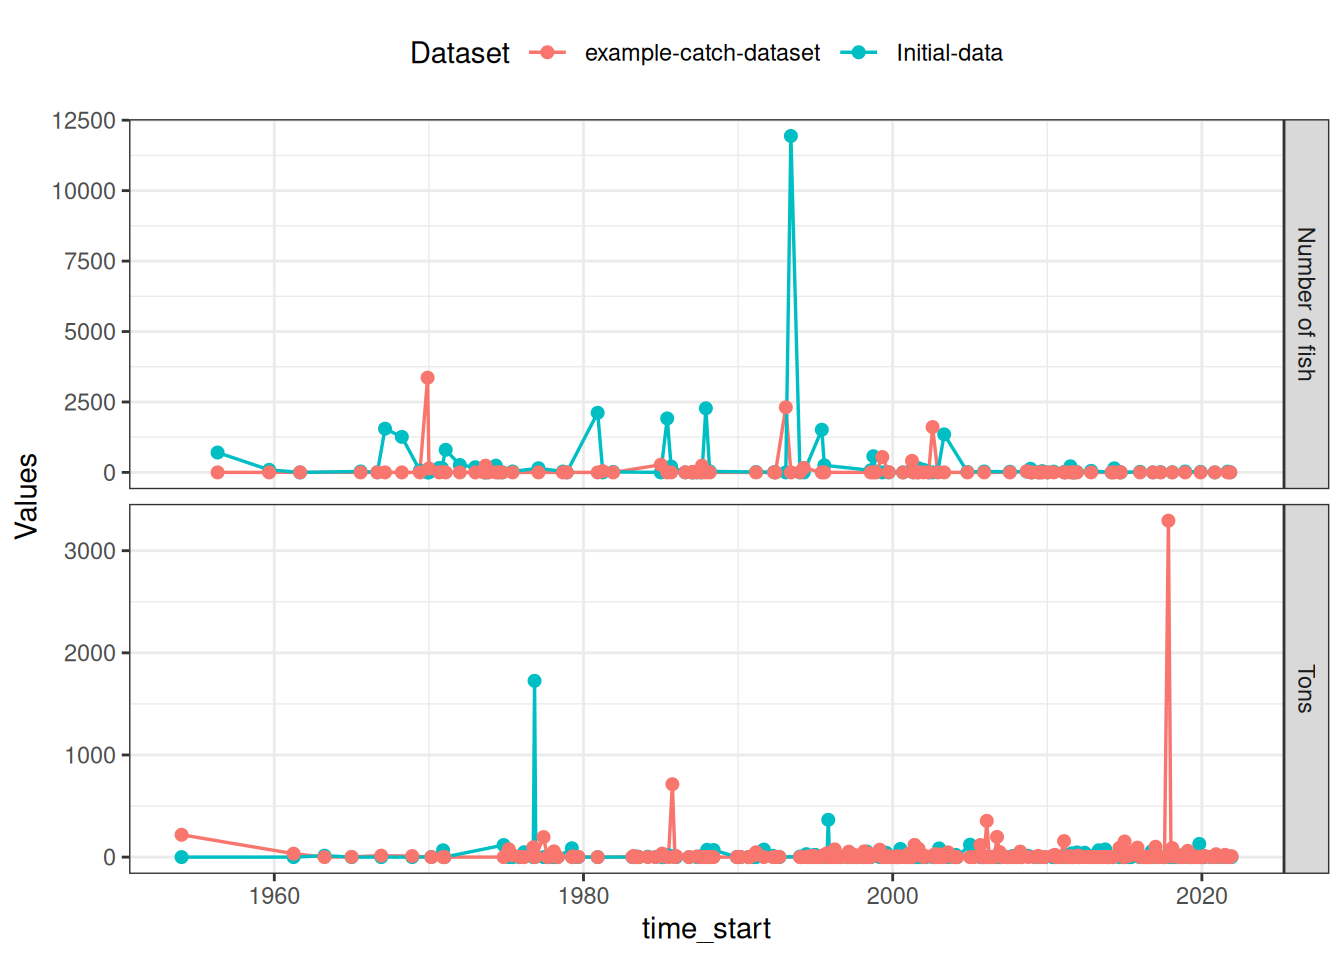 Dataset example-catch-dataset Initial-data
12500
10000
7500
5000
2500
0
Number of fish
Values
3000
2000
1000
0
Tons
1960 1980 2000 2020
time_start